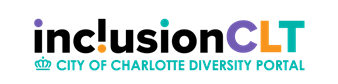 inclusionCLT
CITY OF CHARLOTTE DIVERSITY PORTAL